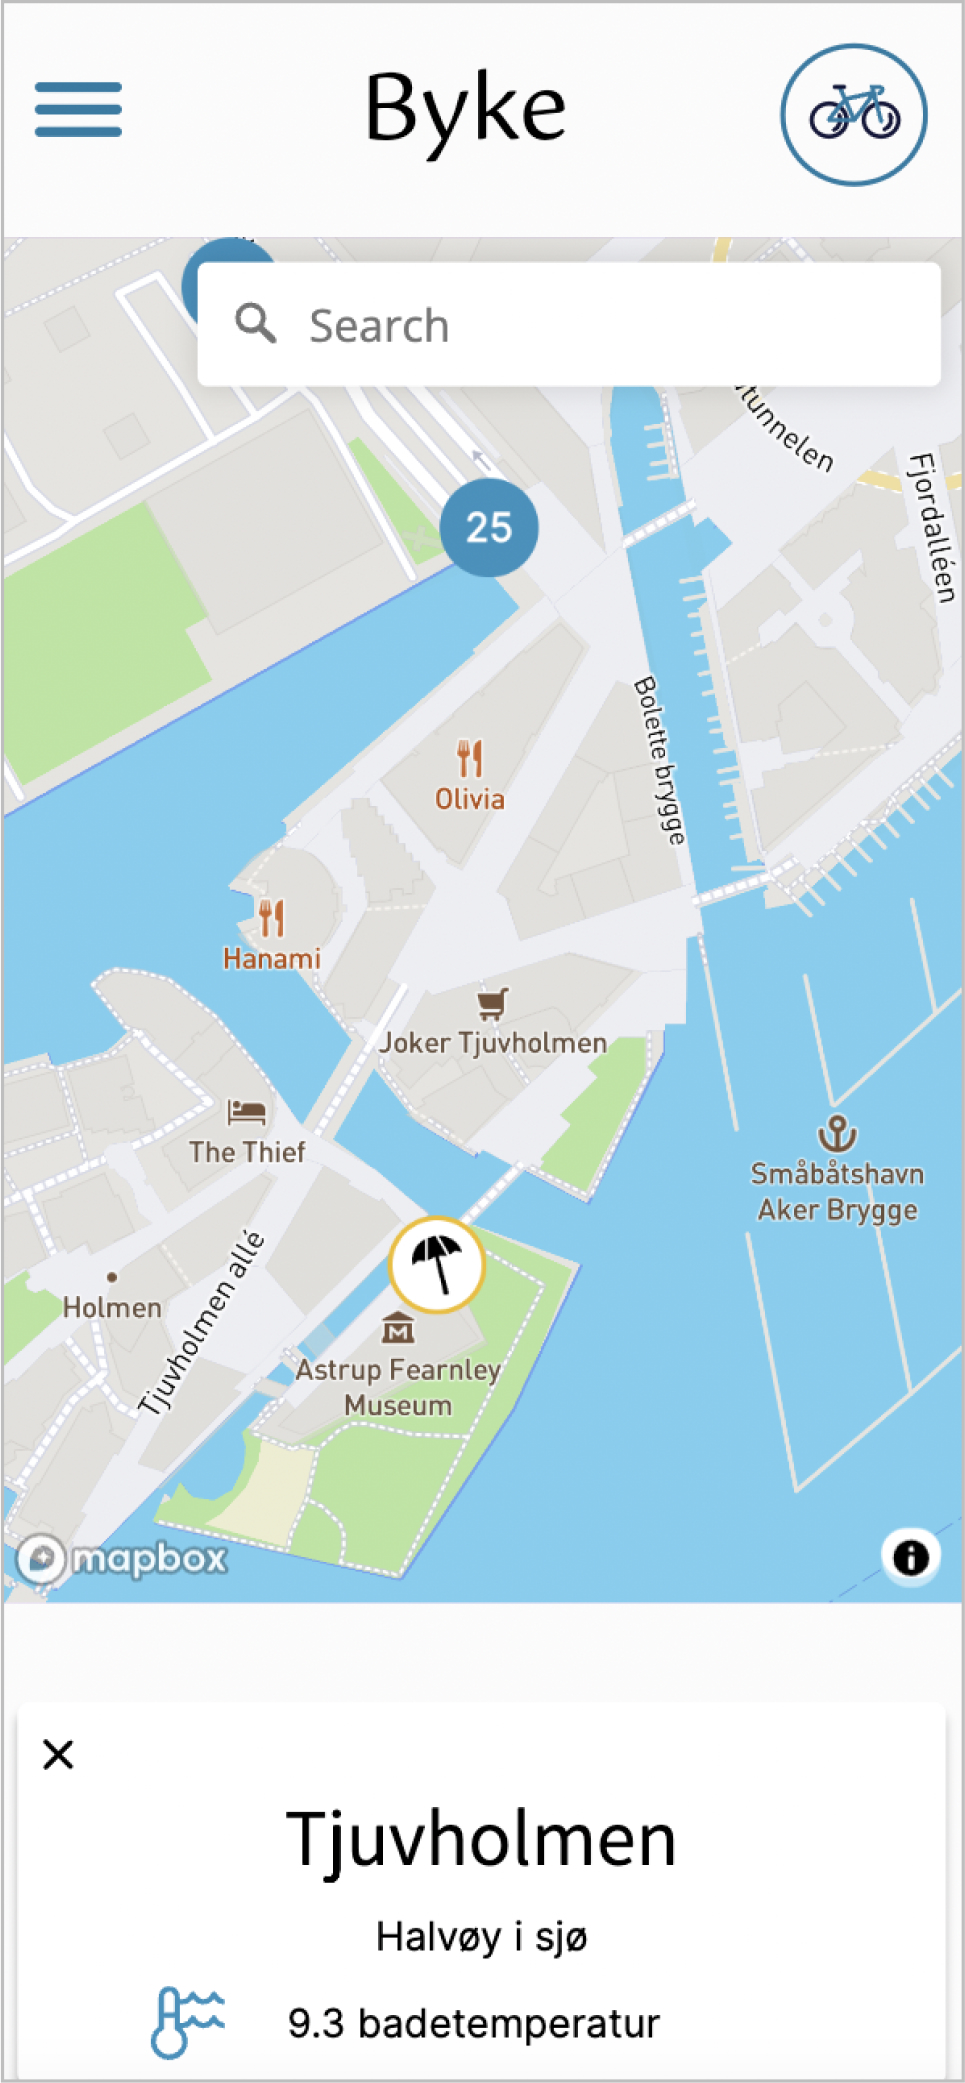 Byke
Search
tunnelen
Fjordalléen
25
Bolette brygge
Olivia
Hanami
Joker Tjuvholmen
The Thief
Småbåtshavn
Aker Brygge
Holmen
Tjuvholmen allé
M
Astrup Fearnley
Museum
mapbox
i
Tjuvholmen
Halvøy i sjø
9.3 badetemperatur